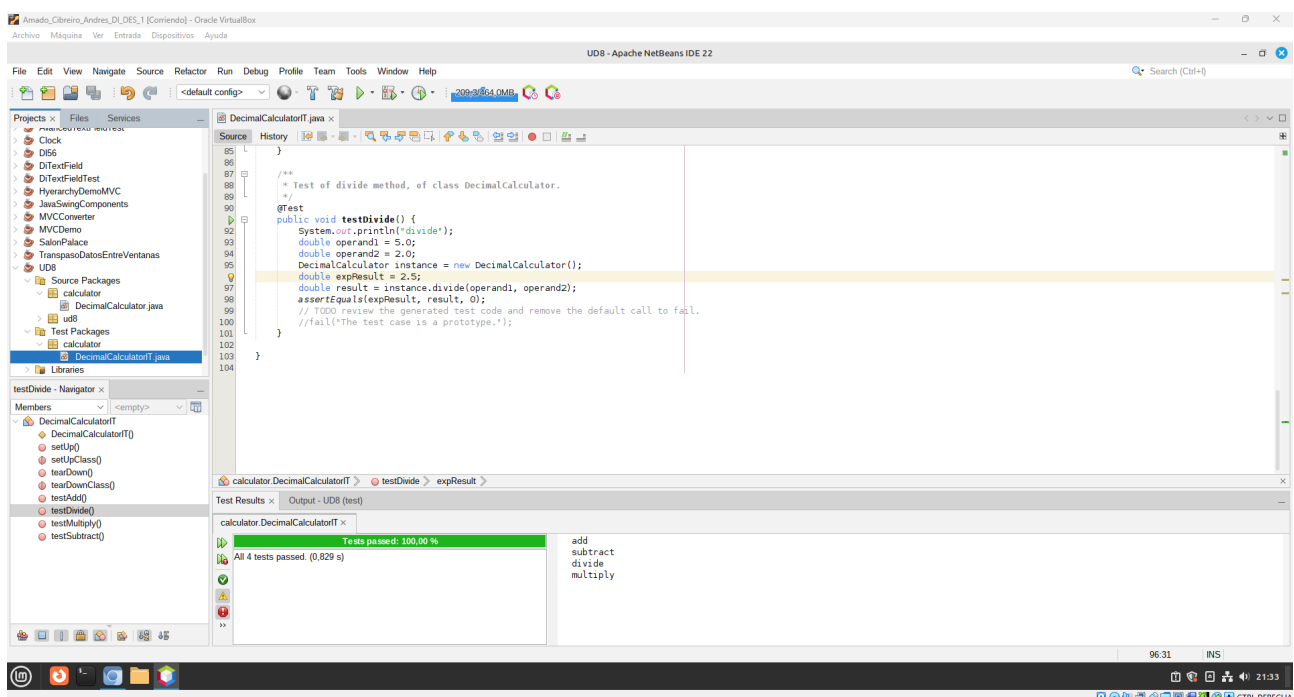 Amado_Cibreiro_Andres_DI_DES_1 [Corriendo] - Oracle VirtualBox
Archivo Máquina Ver Entrada Dispositivos Ayuda
UD8 - Apache NetBeans IDE 22
File Edit View Navigate Source Refactor Run Debug Profile Team Tools Window Help
Search (Ctrl+I)
<default config>
Projects Files Services
Clock
DI56
DiTextField
DiTextFieldTest
HyerarchyDemoMVC
JavaSwingComponents
MVCConverter
MVCDemo
SalonPalace
TranspasoDatosEntreVentanas
UD8
Source Packages
calculator
DecimalCalculator.java
ud8
Test Packages
calculator
DecimalCalculatorIT.java
Libraries
testDivide - Navigator
Members <empty>
DecimalCalculatorIT
DecimalCalculatorIT()
setUp()
setUpClass()
tearDown()
tearDownClass()
testAdd()
testDivide()
testMultiply()
testSubtract()
DecimalCalculatorIT.java
Source History
85 }
86
87 /**
88 * Test of divide method, of class DecimalCalculator.
89 */
90 @Test
public void testDivide() {
92 System.out.println("divide");
93 double operand1 = 5.0;
94 double operand2 = 2.0;
95 DecimalCalculator instance = new DecimalCalculator();
double expResult = 2.5;
97 double result = instance.divide(operand1, operand2);
98 assertEquals(expResult, result, 0);
99 // TODO review the generated test code and remove the default call to fail.
100 //fail("The test case is a prototype.");
101 }
102
103 }
104
calculator.DecimalCalculatorIT testDivide expResult
Test Results Output - UD8 (test)
calculator.DecimalCalculatorIT
Tests passed: 100,00 %
All 4 tests passed. (0,829 s)
add
subtract
divide
multiply
96:31 INS
21:33